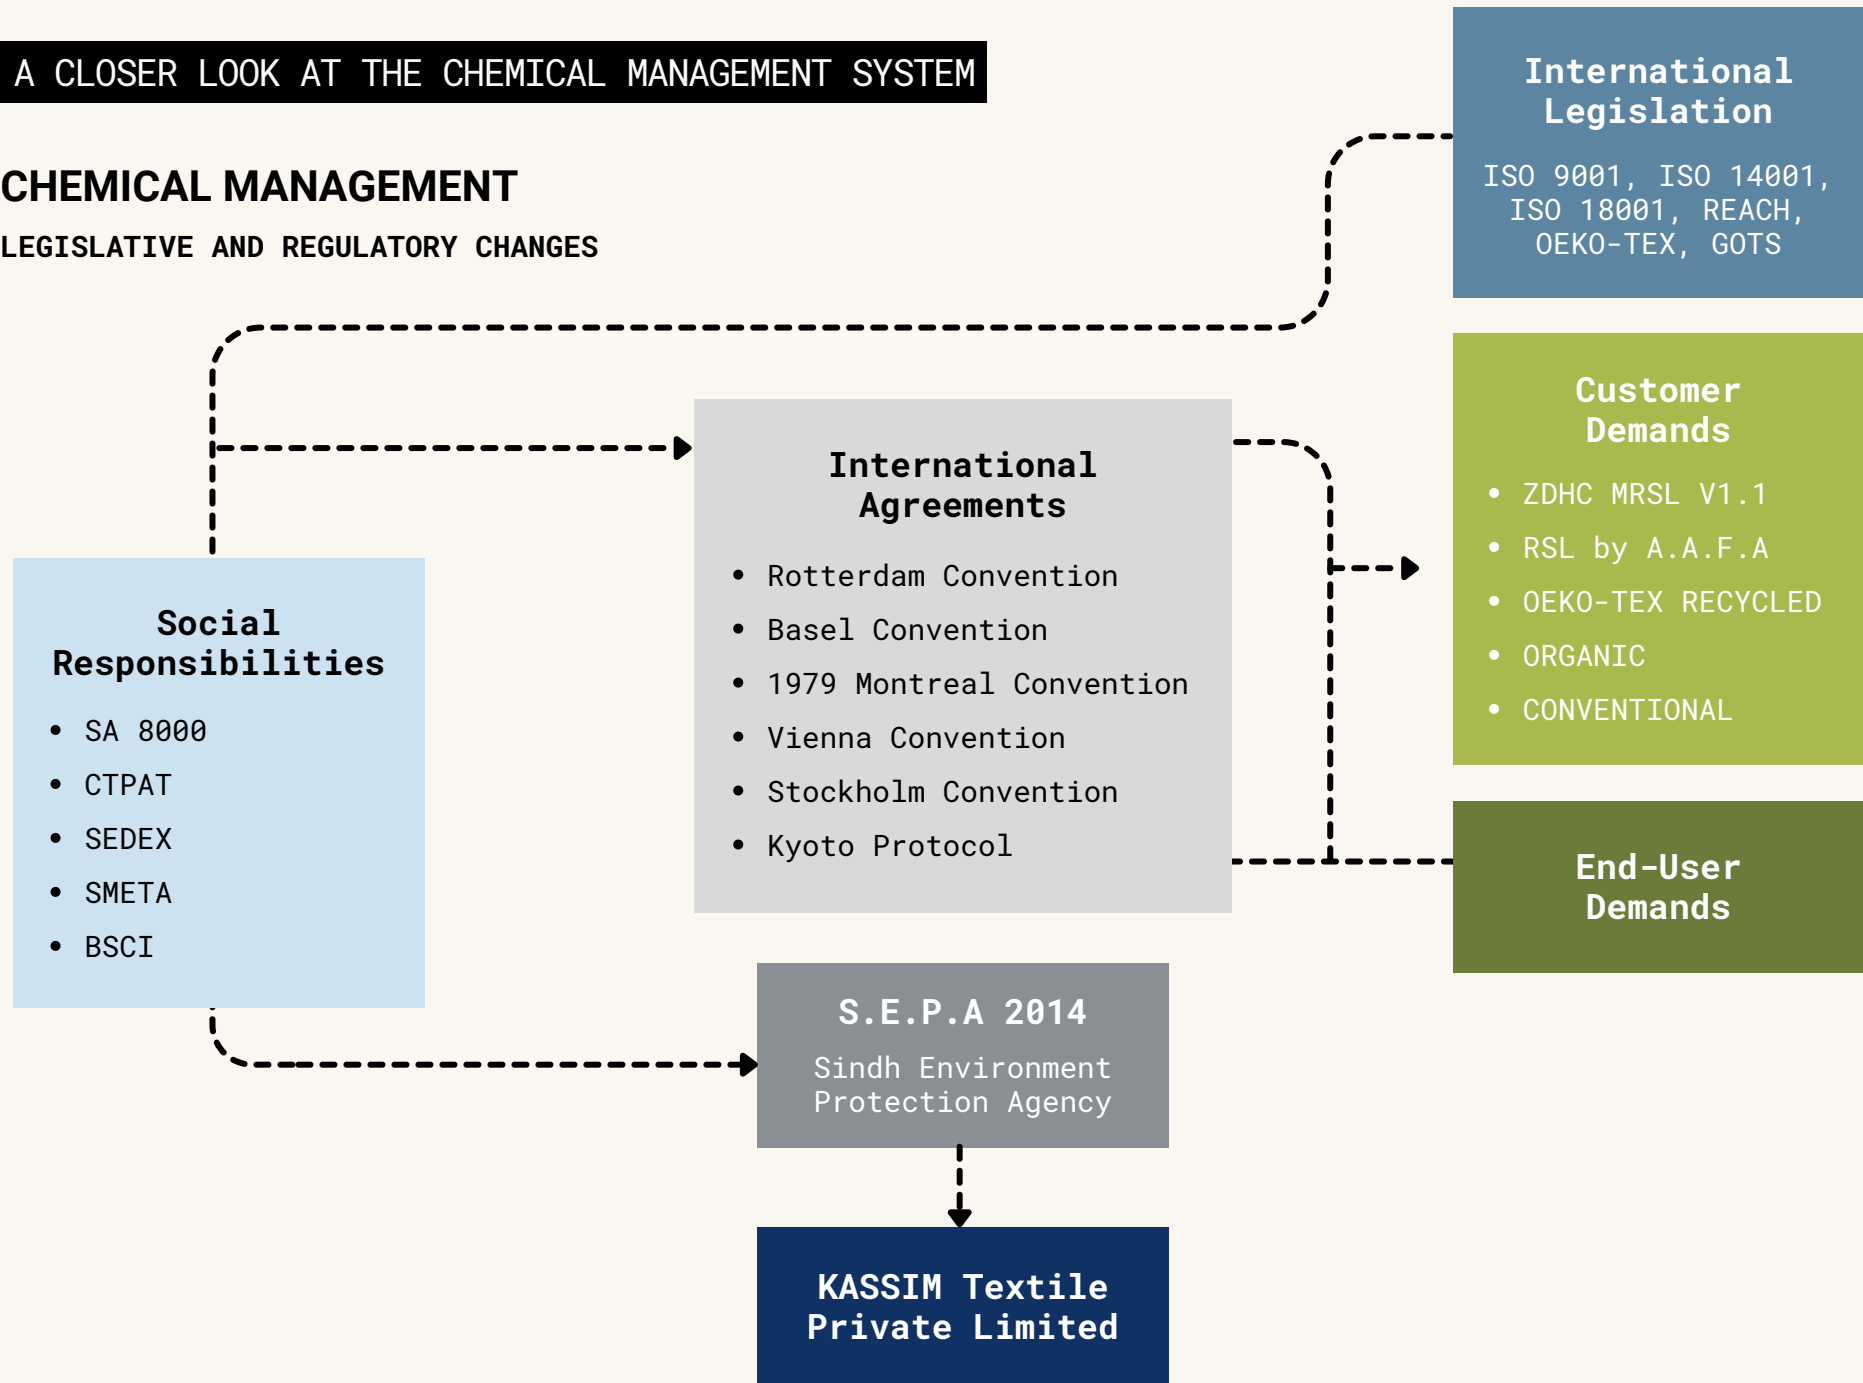 A CLOSER LOOK AT THE CHEMICAL MANAGEMENT SYSTEM
CHEMICAL MANAGEMENT
LEGISLATIVE AND REGULATORY CHANGES
International
Legislation
ISO 9001, ISO 14001,
ISO 18001, REACH,
OEKO-TEX, GOTS
Customer
Demands
• ZDHC MRSL V1.1
• RSL by A.A.F.A
• OEKO-TEX RECYCLED
• ORGANIC
• CONVENTIONAL
International
Agreements
• Rotterdam Convention
• Basel Convention
• 1979 Montreal Convention
• Vienna Convention
• Stockholm Convention
• Kyoto Protocol
Social
Responsibilities
• SA 8000
• CTPAT
• SEDEX
• SMETA
• BSCI
End-User
Demands
S.E.P.A 2014
Sindh Environment
Protection Agency
KASSIM Textile
Private Limited